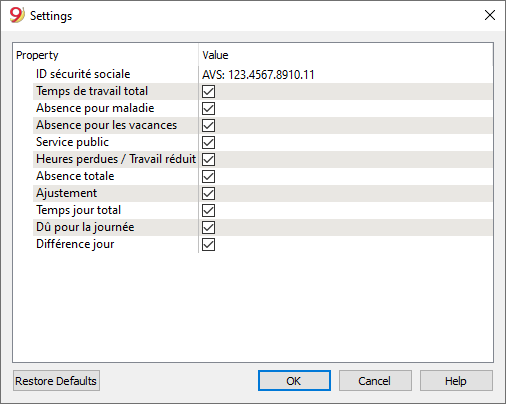 9 Settings
Property Value
ID sécurité sociale AVS: 123.4567.8910.11
Temps de travail total
Absence pour maladie
Absence pour les vacances
Service public
Heures perdues / Travail réduit
Absence totale
Ajustement
Temps jour total
Dû pour la journée
Différence jour
Restore Defaults OK Cancel Help